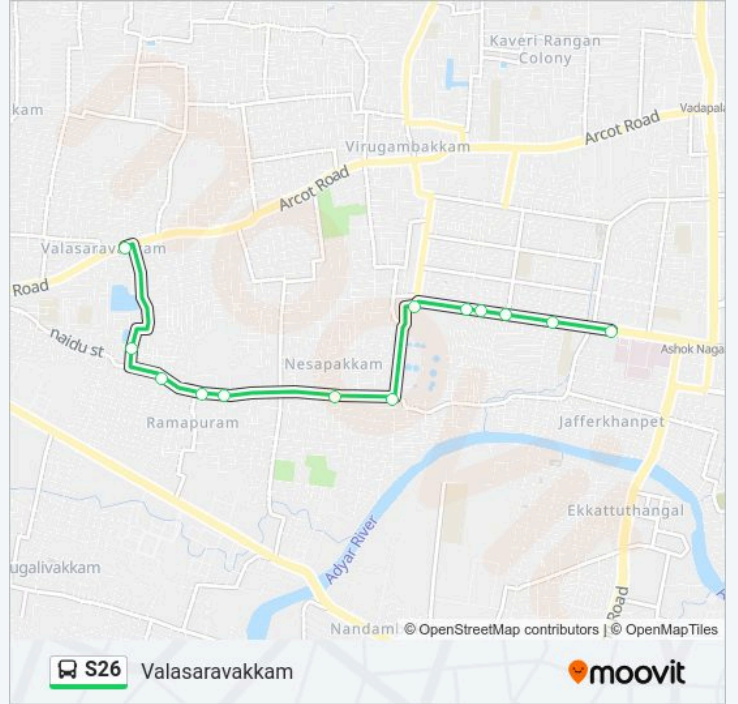 Kaveri Rangan
Colony
kam
Vadapala
Arcot Road
Virugambakkam
Arcot Road
Valasaravakkam
Road
naidu st
Nesapakkam
Ashok Naga
Ramapuram
Jafferkhanpet
Ekkattuthangal
Adyar River
ugalivakkam
Road
Nandaml
© OpenStreetMap contributors | © OpenMapTiles
S26 Valasaravakkam
moovit